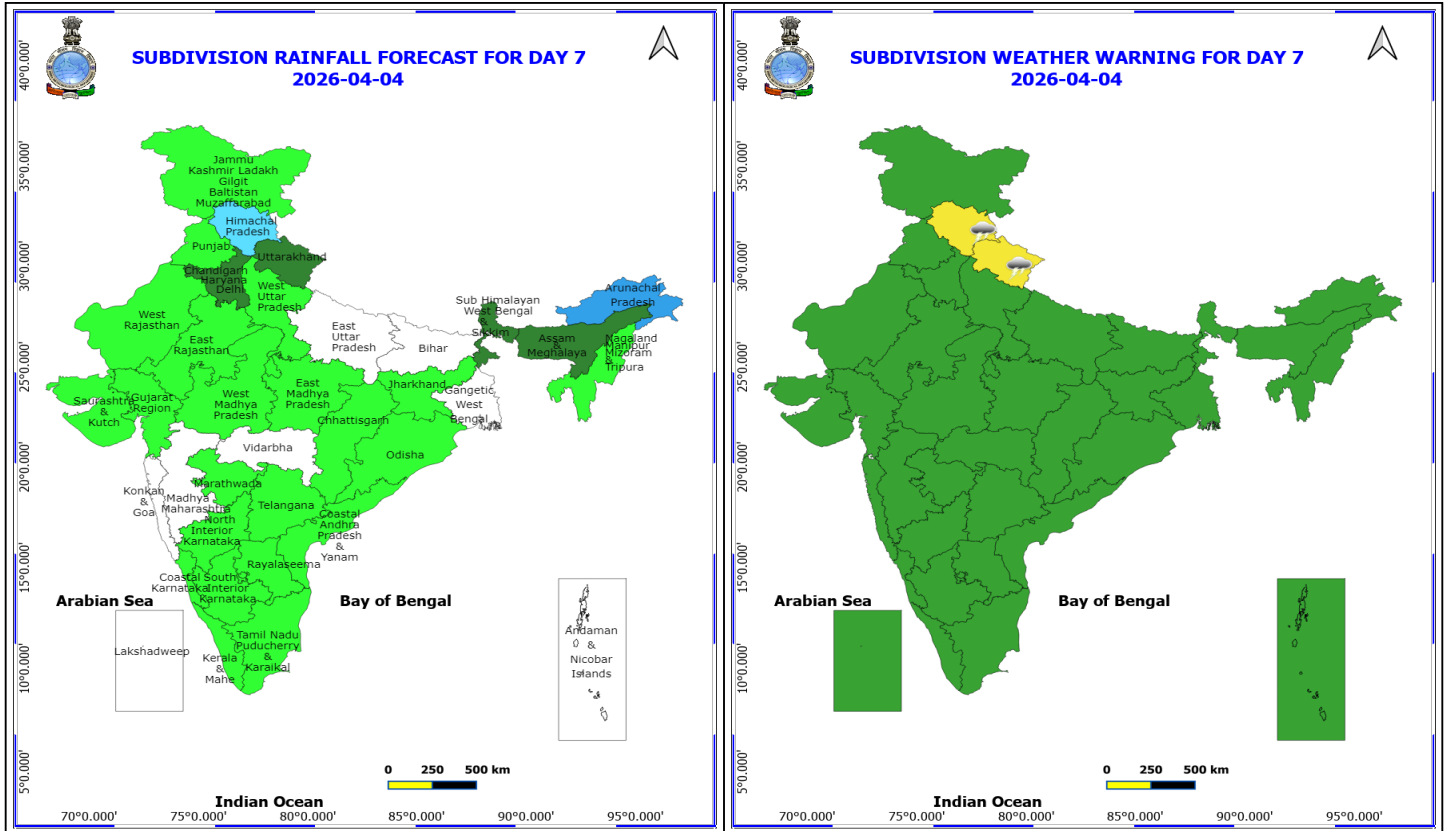 SUBDIVISION RAINFALL FORECAST FOR DAY 7
2026-04-04
40°0.000'
35°0.000'
30°0.000'
25°0.000'
20°0.000'
15°0.000'
10°0.000'
5°0.000'
Jammu
Kashmir Ladakh
Gilgit
Baltistan
Muzaffarabad
Himachal
Pradesh
Punjab
Uttarakhand
Chandigarh
Haryana
Delhi
West
Uttar
Pradesh
Arunachal
Pradesh
Sub Himalayan
West Bengal
&
Sikkim
West
Rajasthan
East
Rajasthan
East
Uttar
Pradesh
Bihar
Assam
&
Meghalaya
Nagaland
Manipur
Mizoram
&
Tripura
Saurashtra
&
Kutch
Gujarat
Region
West
Madhya
Pradesh
East
Madhya
Pradesh
Jharkhand
Gangetic
West
Bengal
Chhattisgarh
Vidarbha
Odisha
Konkan
&
Goa
Madhya
Maharashtra
Marathwada
Telangana
North
Interior
Karnataka
Coastal
Andhra
Pradesh
&
Yanam
Rayalaseema
Coastal
Karnataka
South
Interior
Karnataka
Arabian Sea
Bay of Bengal
Lakshadweep
Kerala
&
Mahe
Tamil Nadu
Puducherry
&
Karaikal
Andaman
&
Nicobar
Islands
0 250 500 km
Indian Ocean
70°0.000' 75°0.000' 80°0.000' 85°0.000' 90°0.000' 95°0.000'
SUBDIVISION WEATHER WARNING FOR DAY 7
2026-04-04
40°0.000'
35°0.000'
30°0.000'
25°0.000'
20°0.000'
15°0.000'
10°0.000'
5°0.000'
Arabian Sea
Bay of Bengal
0 250 500 km
Indian Ocean
70°0.000' 75°0.000' 80°0.000' 85°0.000' 90°0.000' 95°0.000'